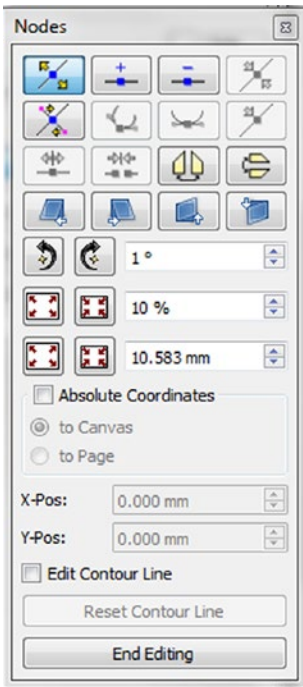 Nodes
1 °
10 %
10.583 mm
Absolute Coordinates
to Canvas
to Page
X-Pos: 0.000 mm
Y-Pos: 0.000 mm
Edit Contour Line
Reset Contour Line
End Editing